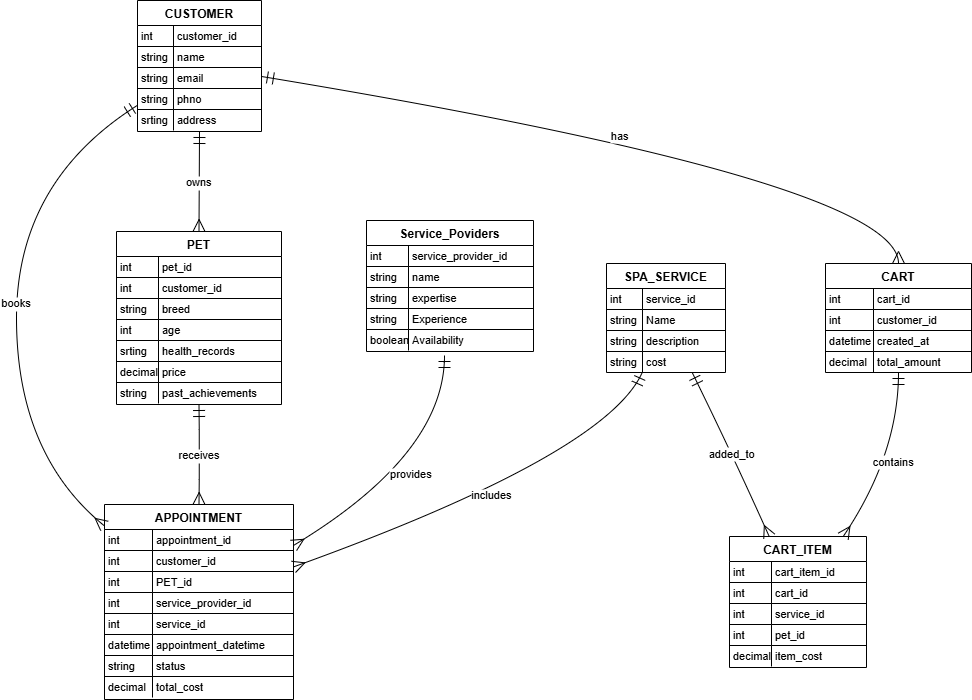 CUSTOMER
int customer_id
string name
string email
string phno
srting address
has
owns
books
PET
int pet_id
int customer_id
string breed
int age
srting health_records
decimal price
string past_achievements
Service_Poviders
int service_provider_id
string name
string expertise
string Experience
boolean Availability
SPA_SERVICE
int service_id
string Name
string description
string cost
CART
int cart_id
int customer_id
datetime created_at
decimal total_amount
receives
provides
includes
added_to
contains
APPOINTMENT
int appointment_id
int customer_id
int PET_id
int service_provider_id
int service_id
datetime appointment_datetime
string status
decimal total_cost
CART_ITEM
int cart_item_id
int cart_id
int service_id
int pet_id
decimal item_cost